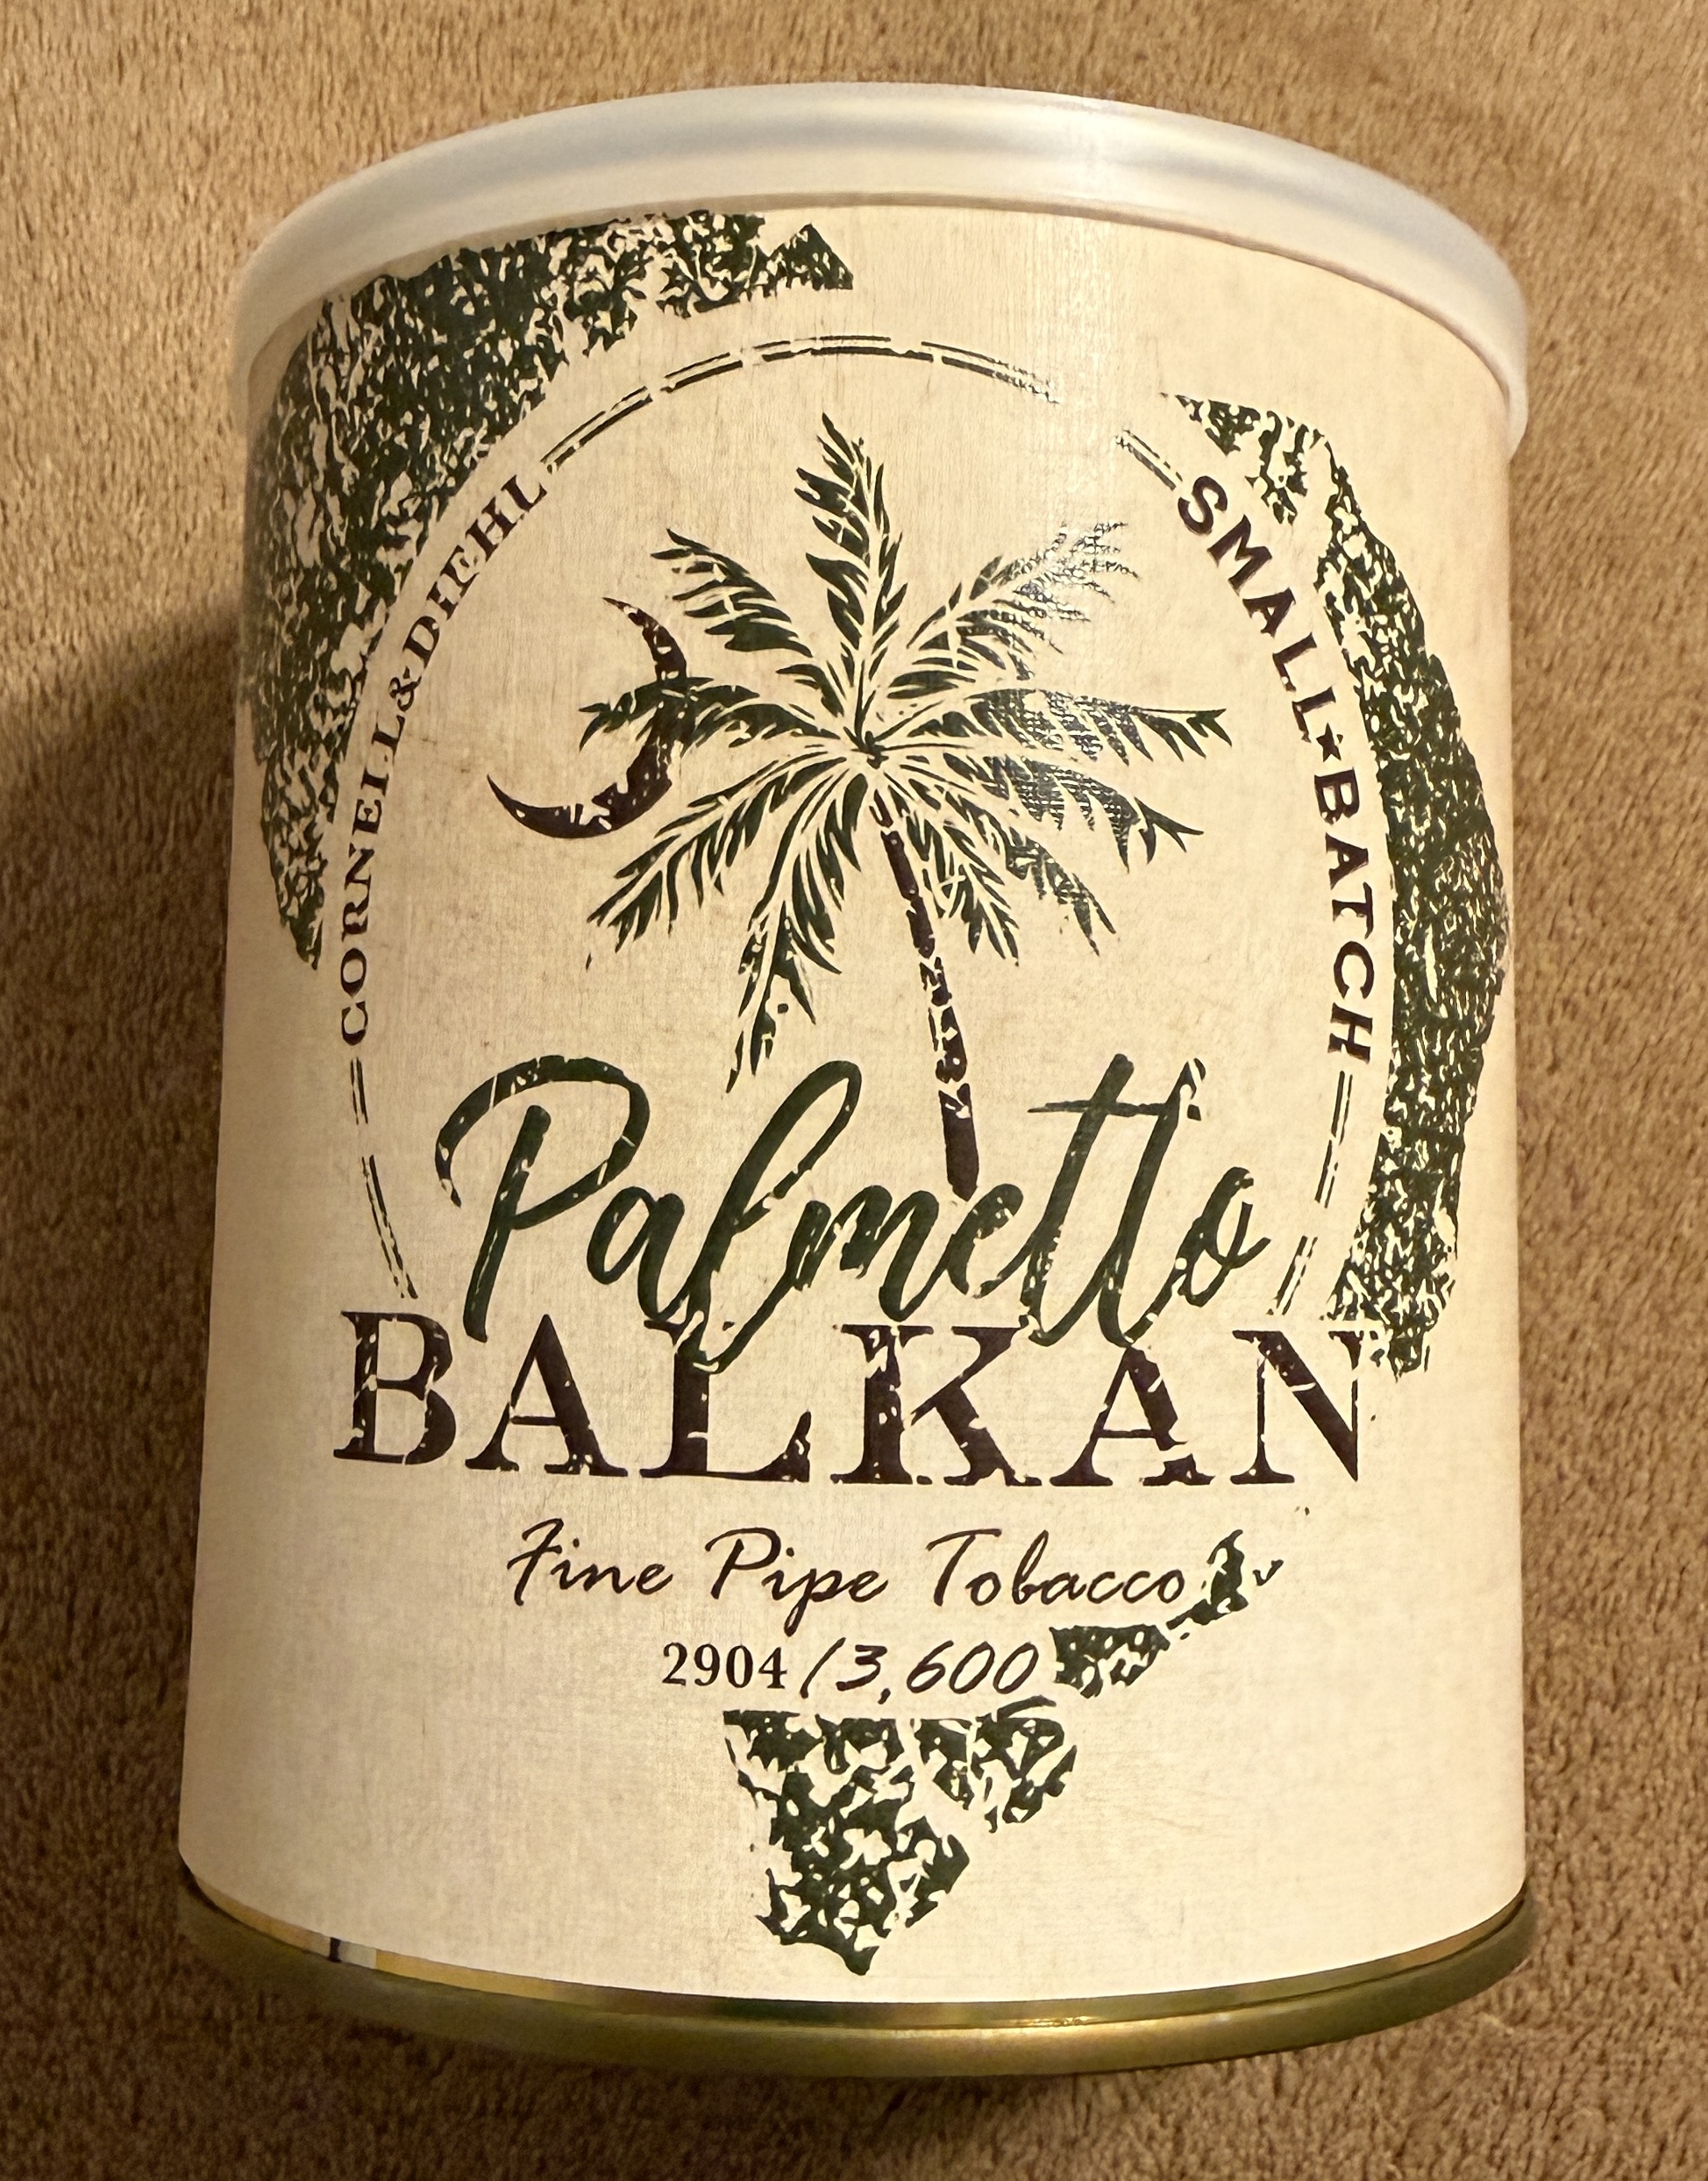 CORNELL&DIEHL
SMALL★BATCH
Palmetto
BALKAN
Fine Pipe Tobacco
2904/3,600